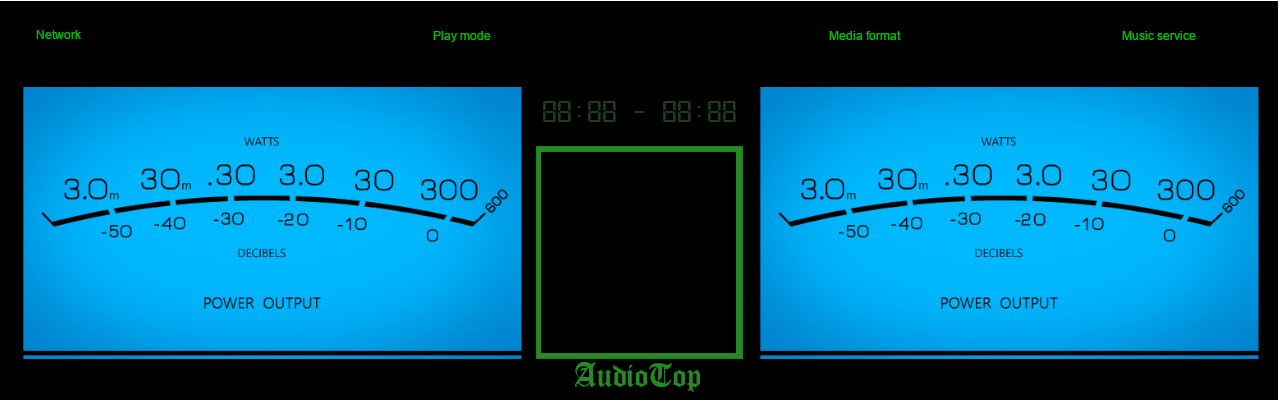 Network
Play mode
Media format
Music service
88:88 - 88:88
WATTS
3.0m 30m .30 3.0 30 300 600
-50 -40 -30 -20 -10 0
DECIBELS
POWER OUTPUT
WATTS
3.0m 30m .30 3.0 30 300 600
-50 -40 -30 -20 -10 0
DECIBELS
POWER OUTPUT
AudioTop